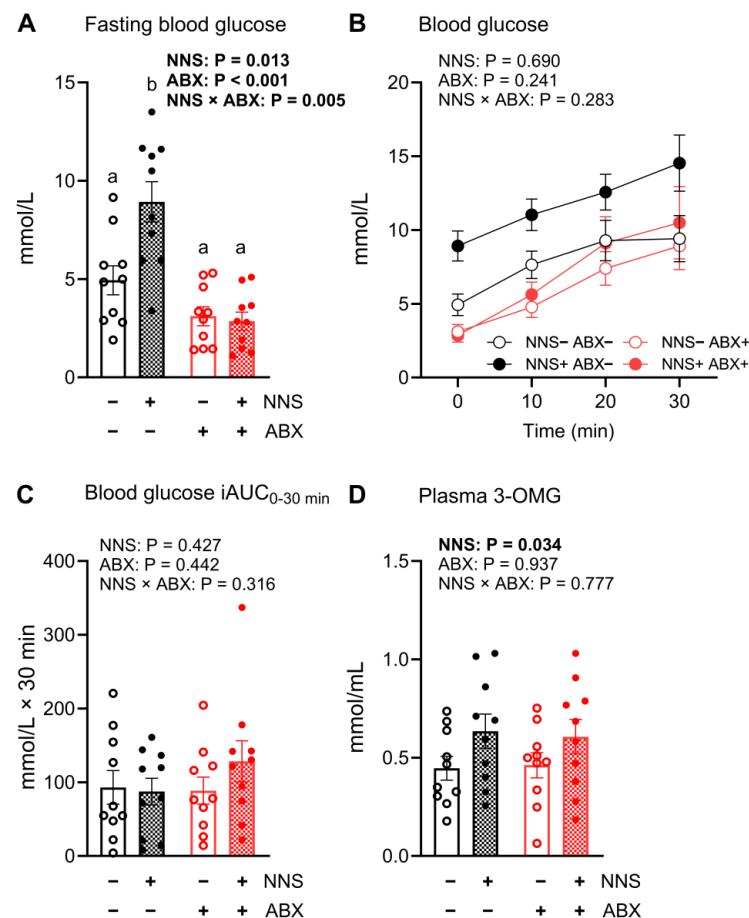 A Fasting blood glucose
NNS: P = 0.013
ABX: P < 0.001
NNS × ABX: P = 0.005
mmol/L
15
10
5
0
a
b
a
a
− + − + NNS
− − + + ABX
B Blood glucose
NNS: P = 0.690
ABX: P = 0.241
NNS × ABX: P = 0.283
mmol/L
20
15
10
5
0
NNS− ABX− NNS− ABX+
NNS+ ABX− NNS+ ABX+
0 10 20 30
Time (min)
C Blood glucose iAUC0-30 min
NNS: P = 0.427
ABX: P = 0.442
NNS × ABX: P = 0.316
mmol/L × 30 min
400
300
200
100
0
− + − + NNS
− − + + ABX
D Plasma 3-OMG
NNS: P = 0.034
ABX: P = 0.937
NNS × ABX: P = 0.777
mmol/mL
1.5
1.0
0.5
0.0
− + − + NNS
− − + + ABX